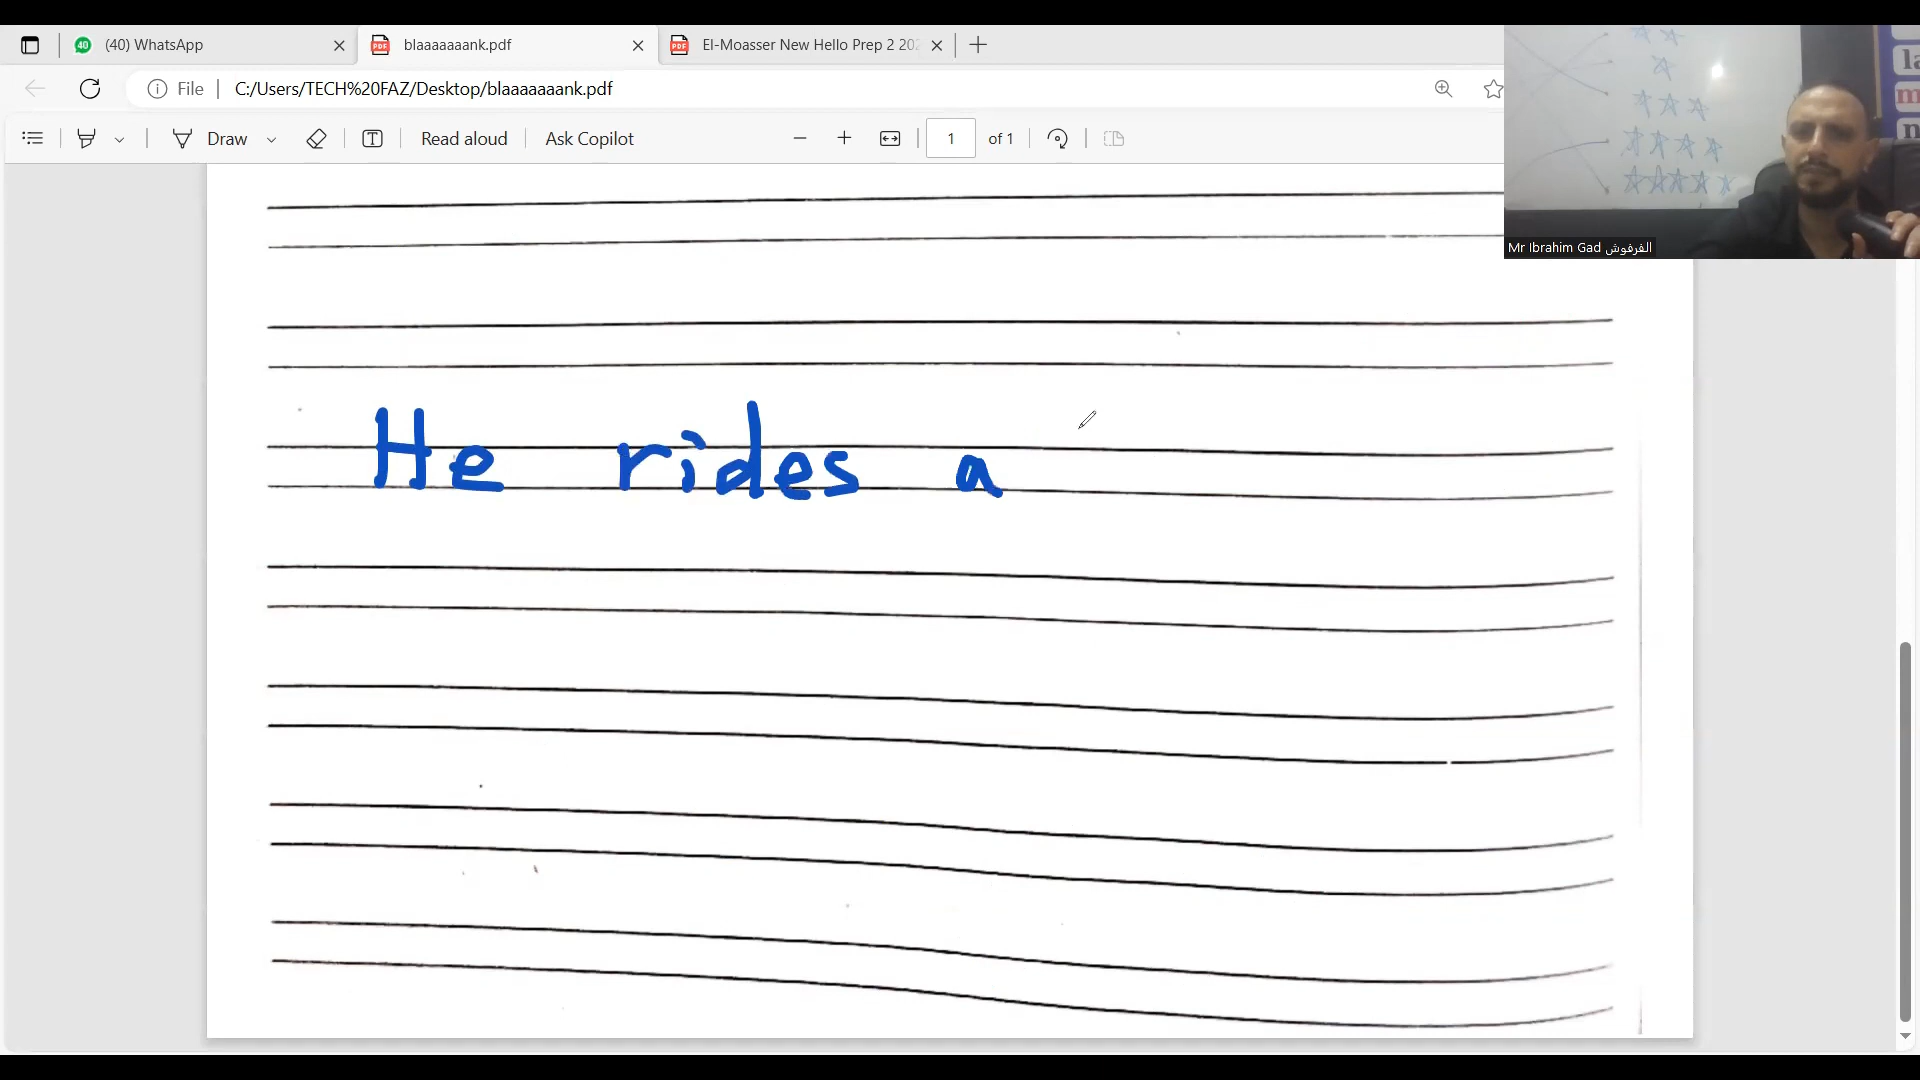 (40) WhatsApp
blaaaaaaank.pdf
El-Moasser New Hello Prep 2 202
File
C:/Users/TECH%20FAZ/Desktop/blaaaaaaank.pdf
Draw
Read aloud
Ask Copilot
1 of 1
Mr Ibrahim Gad الفرفوش
He rides a